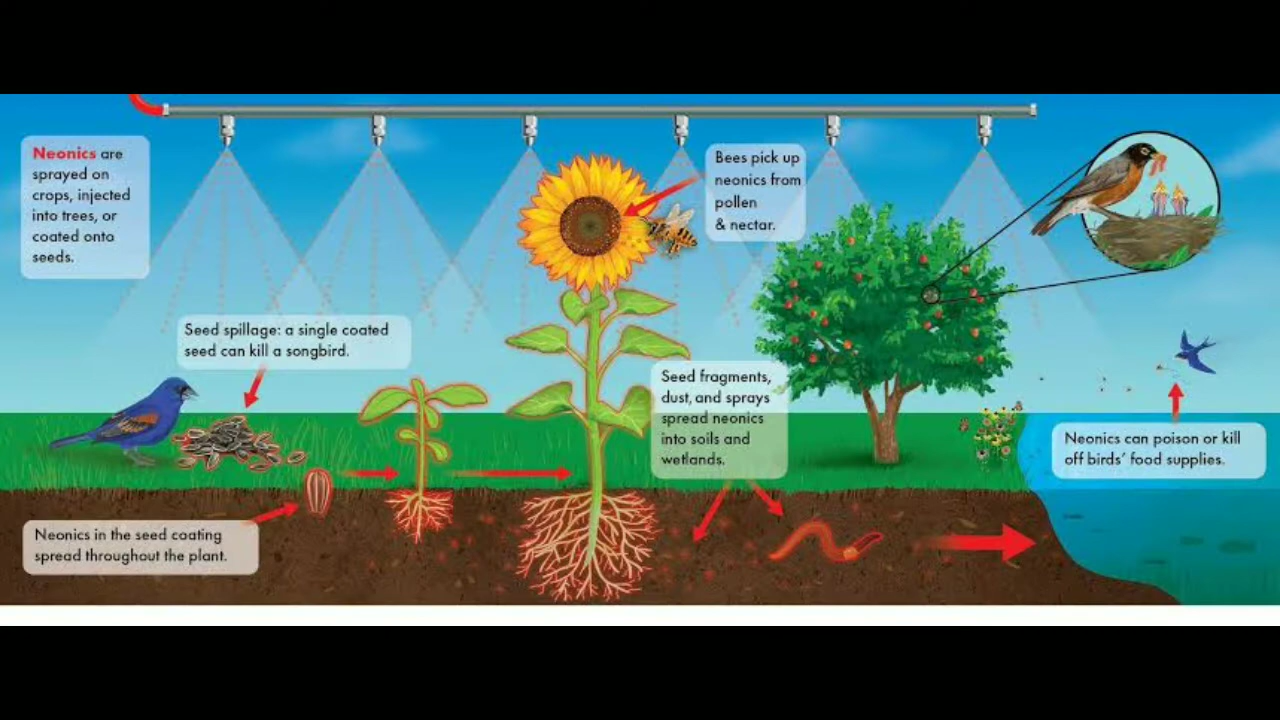 Neonics are
sprayed on
crops, injected
into trees, or
coated onto
seeds.
Bees pick up
neonics from
pollen
& nectar.
Seed spillage: a single coated
seed can kill a songbird.
Seed fragments,
dust, and sprays
spread neonics
into soils and
wetlands.
Neonics can poison or kill
off birds’ food supplies.
Neonics in the seed coating
spread throughout the plant.